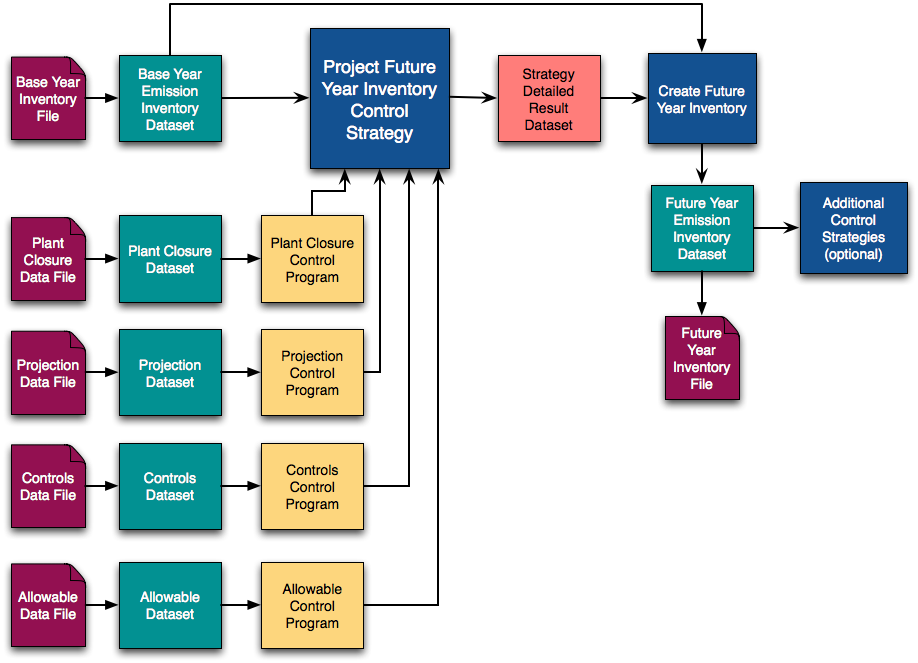 Base Year
Inventory
File
Base Year
Emission
Inventory
Dataset
Project Future
Year Inventory
Control
Strategy
Strategy
Detailed
Result
Dataset
Create Future
Year Inventory
Plant
Closure
Data File
Plant Closure
Dataset
Plant Closure
Control
Program
Future Year
Emission
Inventory
Dataset
Additional
Control
Strategies
(optional)
Projection
Data File
Projection
Dataset
Projection
Control
Program
Future
Year
Inventory
File
Controls
Data File
Controls
Dataset
Controls
Control
Program
Allowable
Data File
Allowable
Dataset
Allowable
Control
Program